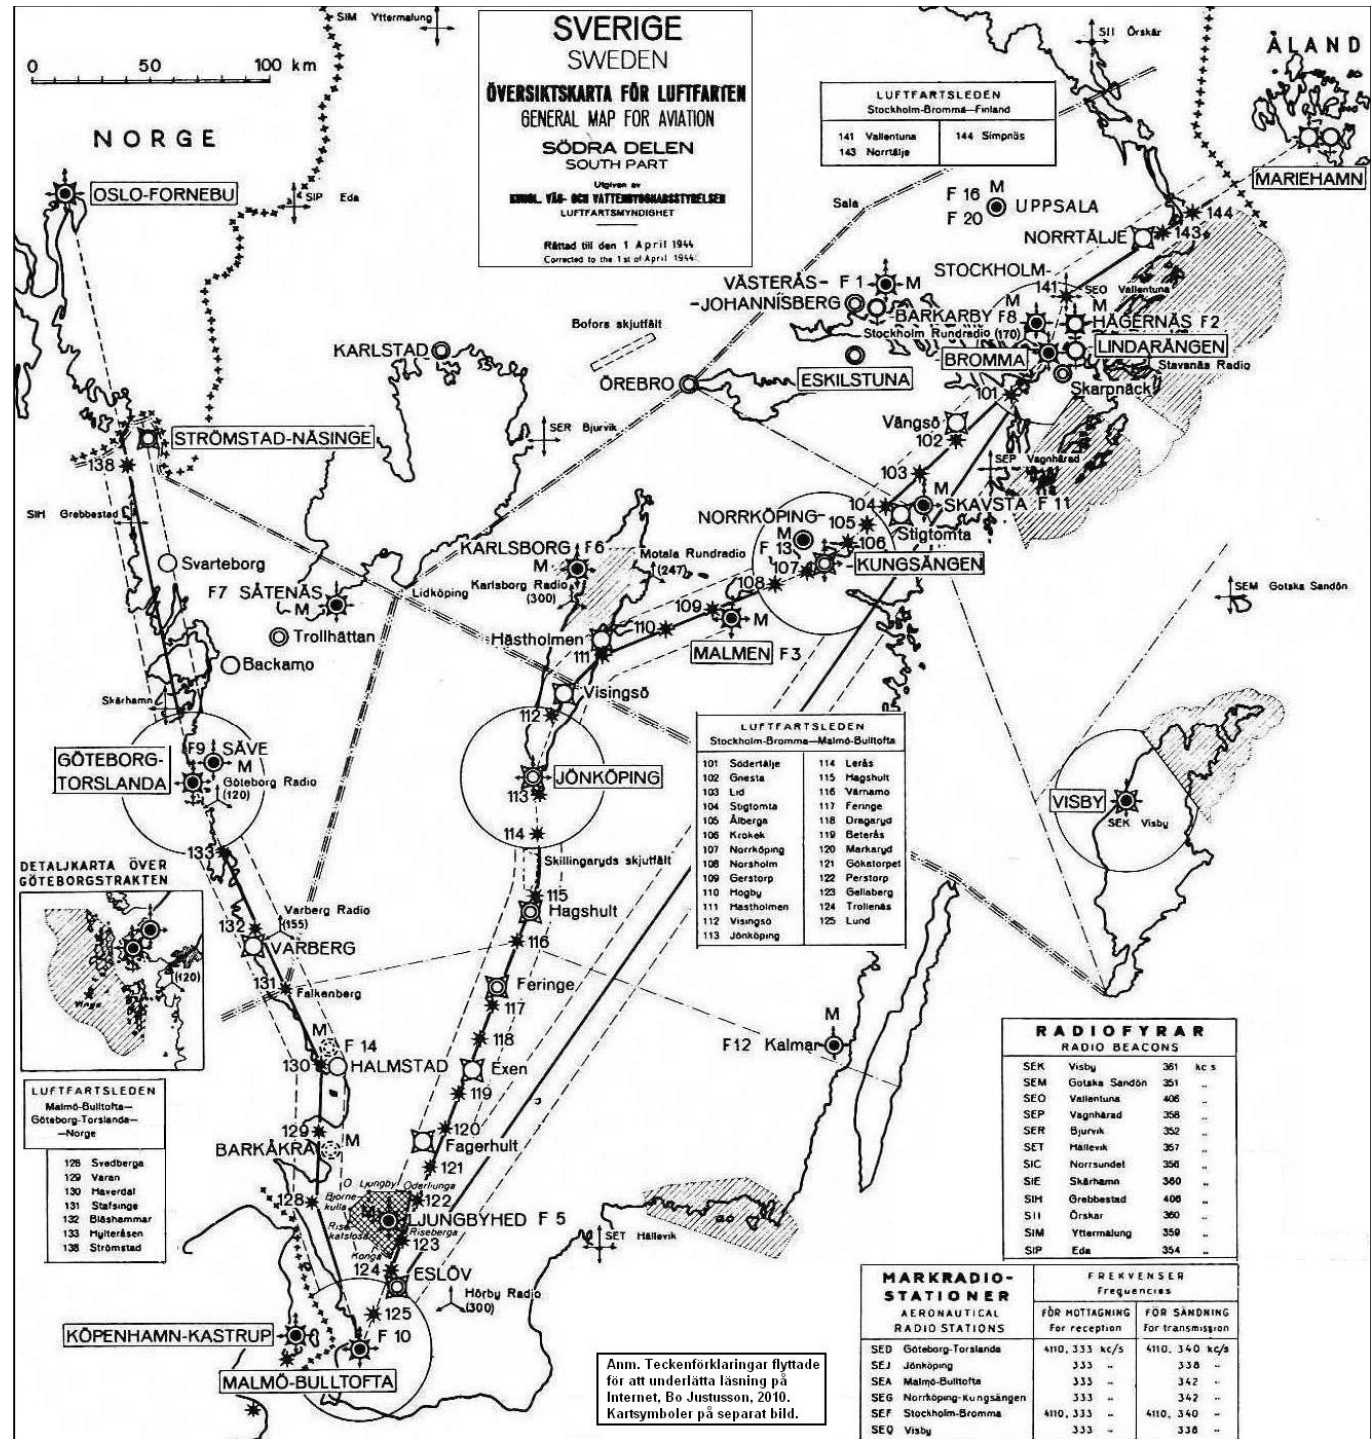 SIM Yttermalung
SVERIGE
SWEDEN
ÖVERSIKTSKARTA FÖR LUFTFARTEN
GENERAL MAP FOR AVIATION
SÖDRA DELEN
SOUTH PART
Utgiven av
KUNGL. VÄG- OCH VATTENBYGGNADSSTYRELSEN
LUFTFARTSMYNDIGHET
Rättad till den 1 April 1944
Corrected to the 1 st of April 1944
0 50 100 km
NORGE
OSLO-FORNEBU
SIP Eda
SII Örskär
ÅLAND
LUFTFARTSLEDEN
Stockholm-Bromma—Finland
141 Vallentuna 144 Simpnäs
143 Norrtälje
MARIEHAMN
Sala
F 16 M
F 20 UPPSALA
144
NORRTÄLJE 143
STOCKHOLM-
141 SEO Vallentuna
VÄSTERÅS- F 1 M
-JOHANNISBERG
M M
BARKARBY F8 HÄGERNÄS F2
Stockholm Rundradio (170)
BROMMA LINDARÄNGEN
Stavsnäs Radio
Skarpnäck
ESKILSTUNA
Bofors skjutfält
KARLSTAD
ÖREBRO
101
Vängsö
102
SER Bjurvik
SEP Vagnhärad
103
STRÖMSTAD-NÄSINGE
138
SIH Grebbestad
104 M
SKAVSTA F 11
Stigtomta
NORRKÖPING-
105
M
F 13
106
107 KUNGSÄNGEN
108
Svarteborg
KARLSBORG F6
M
Motala Rundradio
(247)
Karlsborg Radio
(300)
Lidköping
F7 SÅTENÄS
M
Trollhättan
Backamo
109
110
M
MALMEN F3
Hästholmen
111
SEM Gotska Sandön
Skärhamn
Visingsö
112
F9 SÄVE
M
GÖTEBORG-
TORSLANDA
Göteborg Radio
(120)
JÖNKÖPING
113
114
LUFTFARTSLEDEN
Stockholm-Bromma—Malmö-Bulltofta
101 Södertälje 114 Lerås
102 Gnesta 115 Hagshult
103 Lid 116 Värnamo
104 Stigtomta 117 Feringe
105 Ålberga 118 Dragaryd
106 Krokek 119 Beterås
107 Norrköping 120 Markaryd
108 Norsholm 121 Gökstorpet
109 Gerstorp 122 Perstorp
110 Högby 123 Gellaberg
111 Hästholmen 124 Trollenäs
112 Visingsö 125 Lund
113 Jönköping
VISBY
SEK Visby
133
DETALJKARTA ÖVER
GÖTEBORGSTRAKTEN
Vinga
(120)
Skillingaryds skjutfält
115
Hagshult
116
Varberg Radio
(155)
132
VARBERG
131
Falkenberg
Feringe
117
118
M
F 14
130 HALMSTAD
Exen
119
M
F12 Kalmar
LUFTFARTSLEDEN
Malmö-Bulltofta—
Göteborg-Torslanda—
—Norge
128 Svedberga
129 Varan
130 Haverdal
131 Stafsinge
132 Blåshammar
133 Hylteråsen
138 Strömstad
129
BARKÅKRA M
120
Fagerhult
121
Ö Ljungby
Oderljunga
128
Bjorne-
kulla
122
M
LJUNGBYHED F 5
Riseberga
123
Konga
124
ESLÖV
Hörby Radio
(300)
125
SET Hällevik
KÖPENHAMN-KASTRUP
F 10
MALMÖ-BULLTOFTA
Anm. Teckenförklaringar flyttade
för att underlätta läsning på
Internet, Bo Justusson, 2010.
Kartsymboler på separat bild.
RADIOFYRAR
RADIO BEACONS
SEK Visby 361 kc s
SEM Gotska Sandön 351 „
SEO Vallentuna 406 „
SEP Vagnhärad 358 „
SER Bjurvik 352 „
SET Hällevik 357 „
SIC Norrsundet 356 „
SIE Skärhamn 360 „
SIH Grebbestad 406 „
SII Örskar 360 „
SIM Yttermalung 359 „
SIP Eda 354 „
MARKRADIO-
STATIONER
AERONAUTICAL
RADIO STATIONS
FREKVENSER
Frequencies
FÖR MOTTAGNING FÖR SÄNDNING
For reception For transmission
SED Göteborg-Torslanda 4110, 333 kc/s 4110, 340 kc/s
SEJ Jönköping 333 „ 338 „
SEA Malmö-Bulltofta 333 „ 342 „
SEG Norrköping-Kungsängen 333 „ 342 „
SEF Stockholm-Bromma 4110, 333 „ 4110, 340 „
SEQ Visby 333 „ 338 „